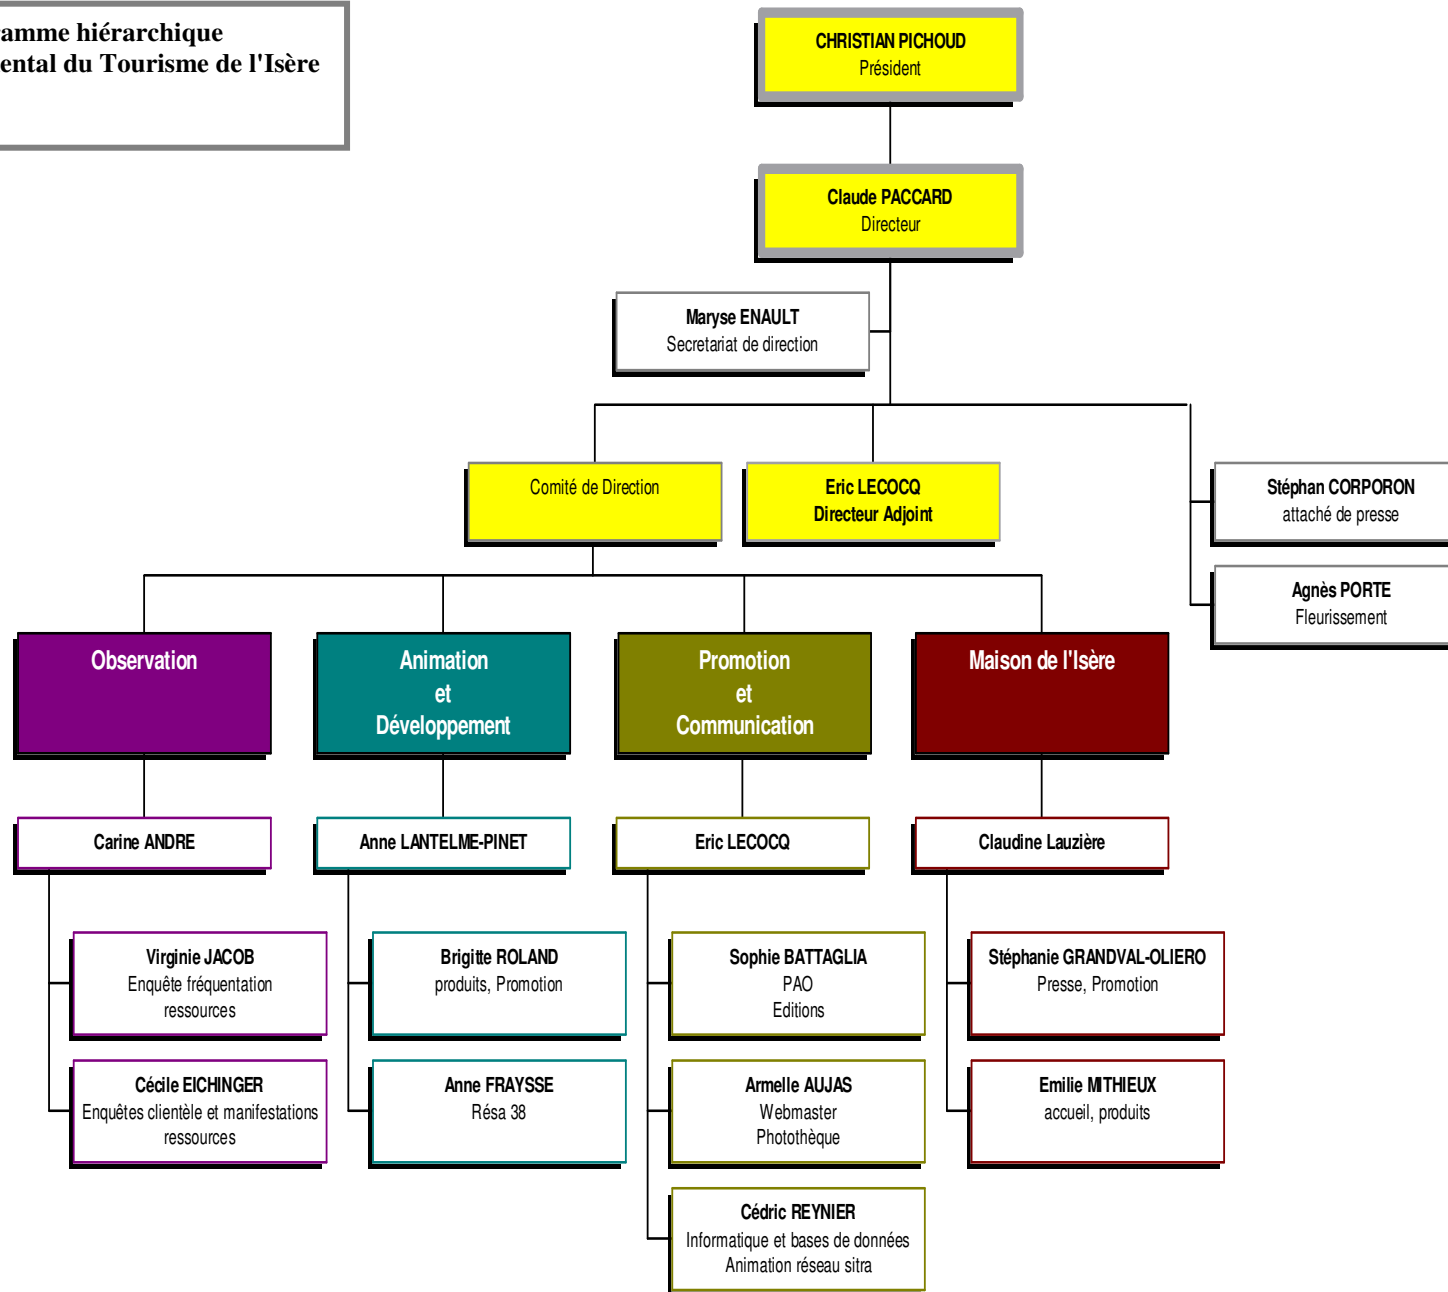 ramme hiérarchique
ental du Tourisme de l'Isère
CHRISTIAN PICHOUD
Président
Claude PACCARD
Directeur
Maryse ENAULT
Secretariat de direction
Comité de Direction
Eric LECOCQ
Directeur Adjoint
Stéphan CORPORON
attaché de presse
Agnès PORTE
Fleurissement
Observation
Animation
et
Développement
Promotion
et
Communication
Maison de l'Isère
Carine ANDRE
Anne LANTELME-PINET
Eric LECOCQ
Claudine Lauzière
Virginie JACOB
Enquête fréquentation
ressources
Brigitte ROLAND
produits, Promotion
Sophie BATTAGLIA
PAO
Editions
Stéphanie GRANDVAL-OLIERO
Presse, Promotion
Cécile EICHINGER
Enquêtes clientèle et manifestations
ressources
Anne FRAYSSE
Résa 38
Armelle AUJAS
Webmaster
Photothèque
Emilie MITHIEUX
accueil, produits
Cédric REYNIER
Informatique et bases de données
Animation réseau sitra